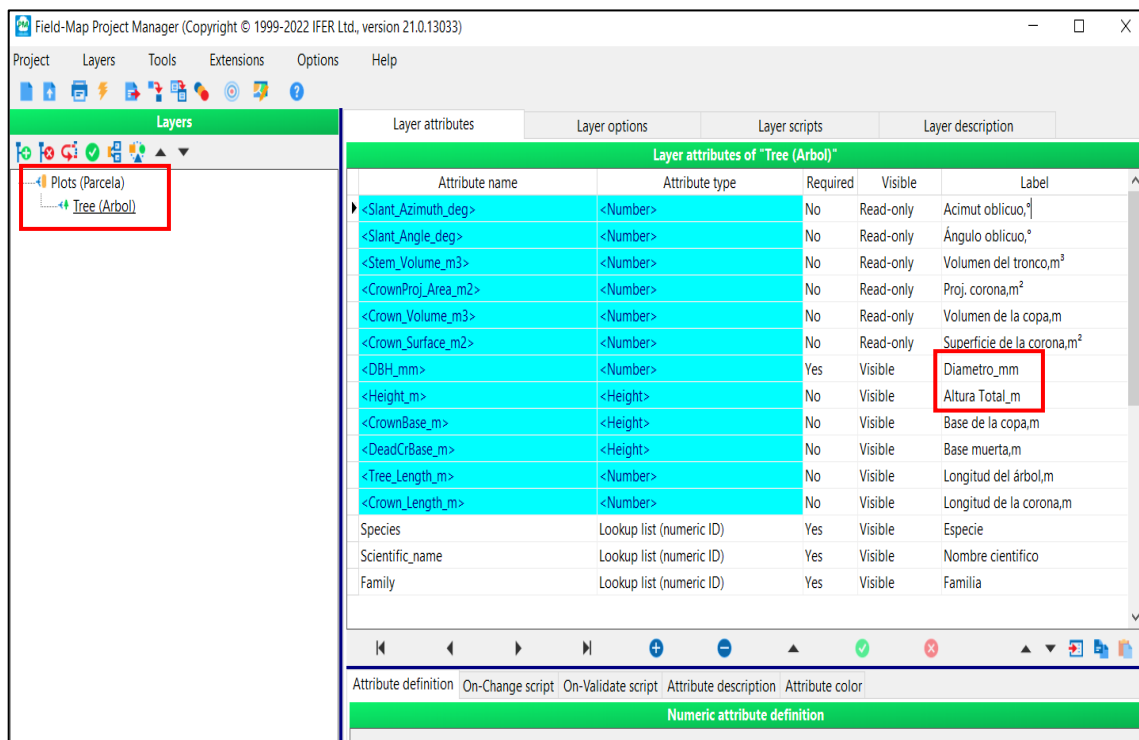 Field-Map Project Manager (Copyright © 1999-2022 IFER Ltd., version 21.0.13033)
Project Layers Tools Extensions Options Help
Layers
Plots (Parcela)
Tree (Arbol)
Layer attributes Layer options Layer scripts Layer description
Layer attributes of "Tree (Arbol)"
Attribute name Attribute type Required Visible Label
<Slant_Azimuth_deg> <Number> No Read-only Acimut oblicuo,°
<Slant_Angle_deg> <Number> No Read-only Ángulo oblicuo,°
<Stem_Volume_m3> <Number> No Read-only Volumen del tronco,m³
<CrownProj_Area_m2> <Number> No Read-only Proj. corona,m²
<Crown_Volume_m3> <Number> No Read-only Volumen de la copa,m
<Crown_Surface_m2> <Number> No Read-only Superficie de la corona,m²
<DBH_mm> <Number> Yes Visible Diametro_mm
<Height_m> <Height> No Visible Altura Total_m
<CrownBase_m> <Height> No Visible Base de la copa,m
<DeadCrBase_m> <Height> No Visible Base muerta,m
<Tree_Length_m> <Number> No Visible Longitud del árbol,m
<Crown_Length_m> <Number> No Visible Longitud de la corona,m
Species Lookup list (numeric ID) Yes Visible Especie
Scientific_name Lookup list (numeric ID) Yes Visible Nombre cientifico
Family Lookup list (numeric ID) Yes Visible Familia
Attribute definition On-Change script On-Validate script Attribute description Attribute color
Numeric attribute definition